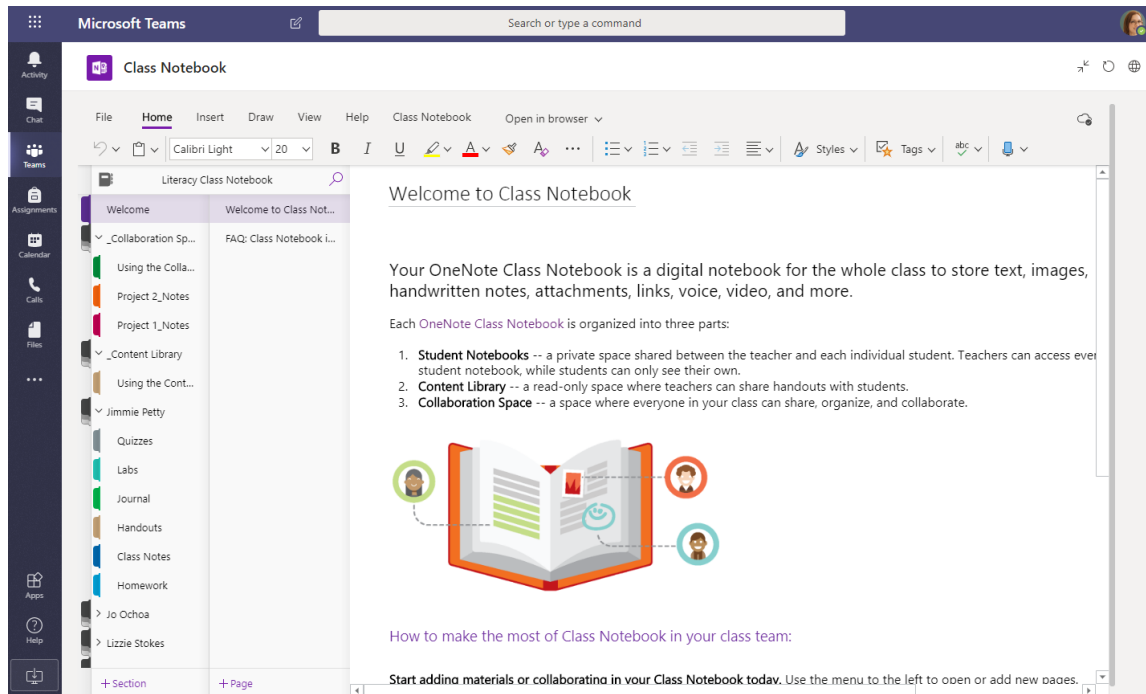 Microsoft Teams
Search or type a command
Activity
Chat
Teams
Assignments
Calendar
Calls
Files
Apps
Help
Class Notebook
File Home Insert Draw View Help Class Notebook Open in browser
Calibri Light 20 B I U A A abc Styles Tags
Literacy Class Notebook
Welcome
_Collaboration Sp...
Using the Colla...
Project 2_Notes
Project 1_Notes
_Content Library
Using the Cont...
Jimmie Petty
Quizzes
Labs
Journal
Handouts
Class Notes
Homework
Jo Ochoa
Lizzie Stokes
+ Section
Welcome to Class Not...
FAQ: Class Notebook i...
+ Page
Welcome to Class Notebook
Your OneNote Class Notebook is a digital notebook for the whole class to store text, images,
handwritten notes, attachments, links, voice, video, and more.
Each OneNote Class Notebook is organized into three parts:
1. Student Notebooks -- a private space shared between the teacher and each individual student. Teachers can access ever
student notebook, while students can only see their own.
2. Content Library -- a read-only space where teachers can share handouts with students.
3. Collaboration Space -- a space where everyone in your class can share, organize, and collaborate.
How to make the most of Class Notebook in your class team:
Start adding materials or collaborating in your Class Notebook today. Use the menu to the left to open or add new pages.